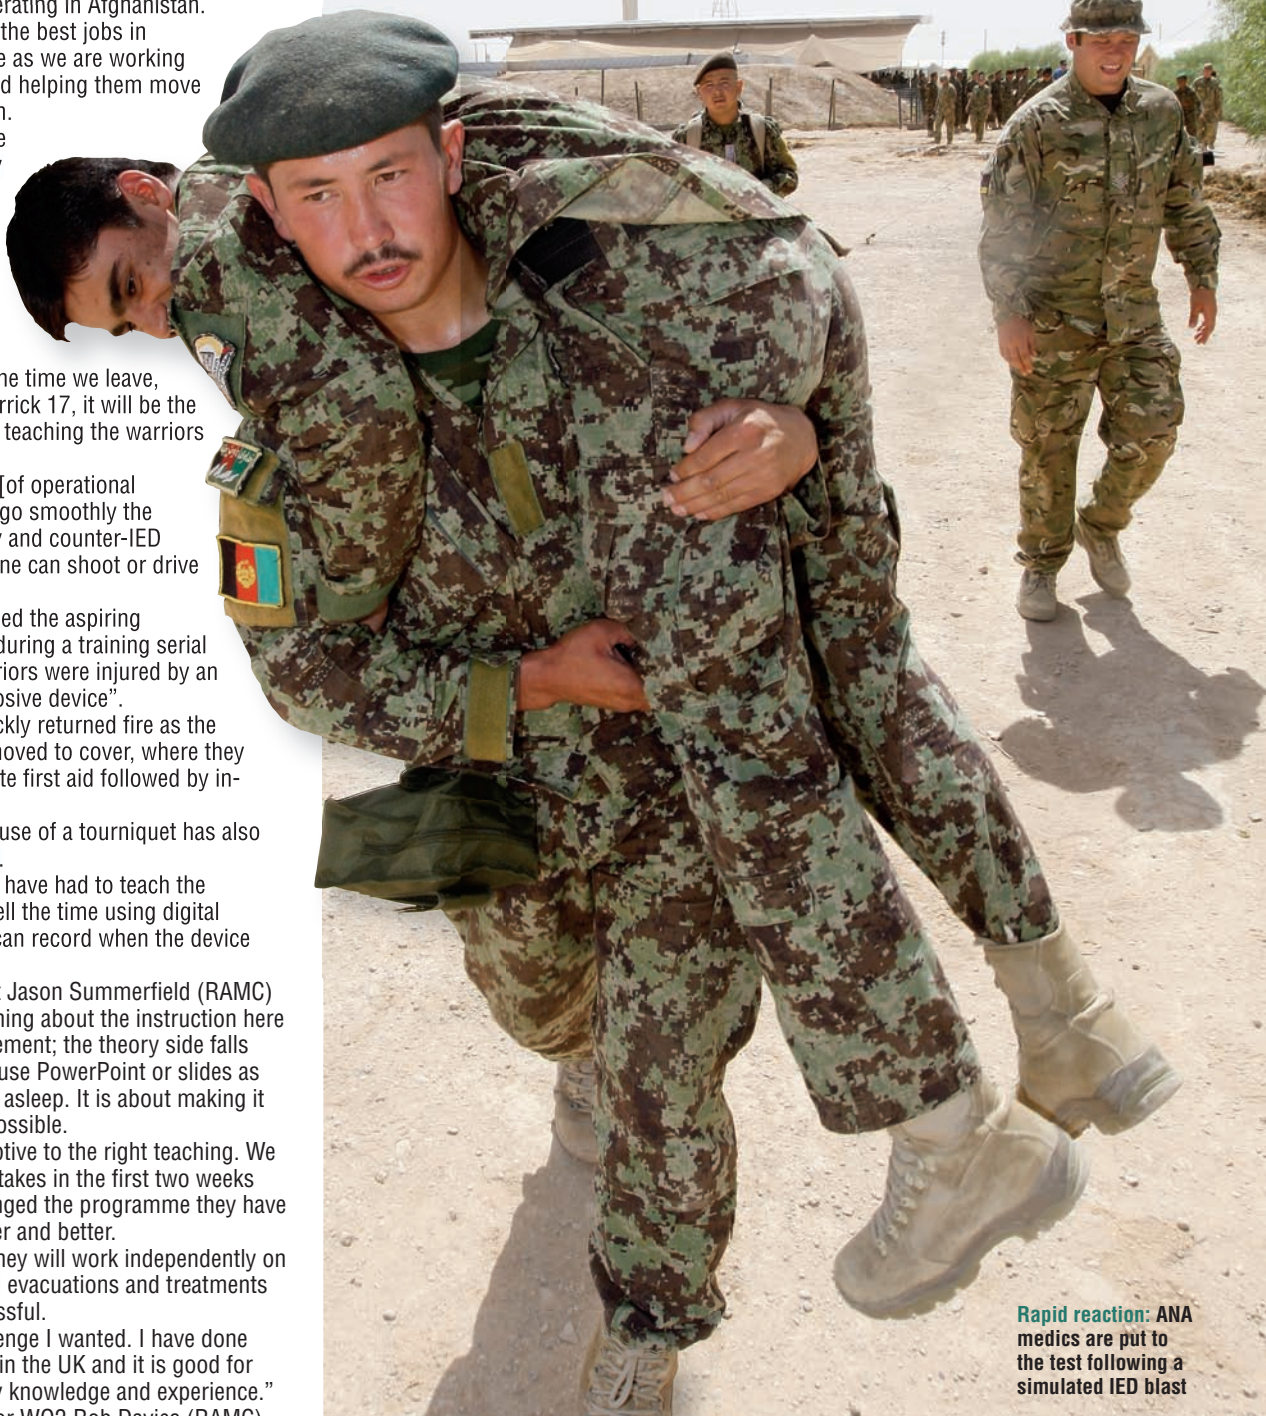 erating in Afghanistan.
the best jobs in
e as we are working
d helping them move
n.
e
y
he time we leave,
rrick 17, it will be the
teaching the warriors
[of operational
go smoothly the
y and counter-IED
ne can shoot or drive
ed the aspiring
during a training serial
riors were injured by an
osive device”.
ckly returned fire as the
noved to cover, where they
te first aid followed by in-
use of a tourniquet has also
.
have had to teach the
ell the time using digital
can record when the device
t Jason Summerfield (RAMC)
ning about the instruction here
ement; the theory side falls
use PowerPoint or slides as
asleep. It is about making it
ossible.
ptive to the right teaching. We
takes in the first two weeks
nged the programme they have
er and better.
hey will work independently on
evacuations and treatments
ssful.
enge I wanted. I have done
in the UK and it is good for
y knowledge and experience.”
or WO2 Rob Davies (RAMC)
Rapid reaction: ANA
medics are put to
the test following a
simulated IED blast